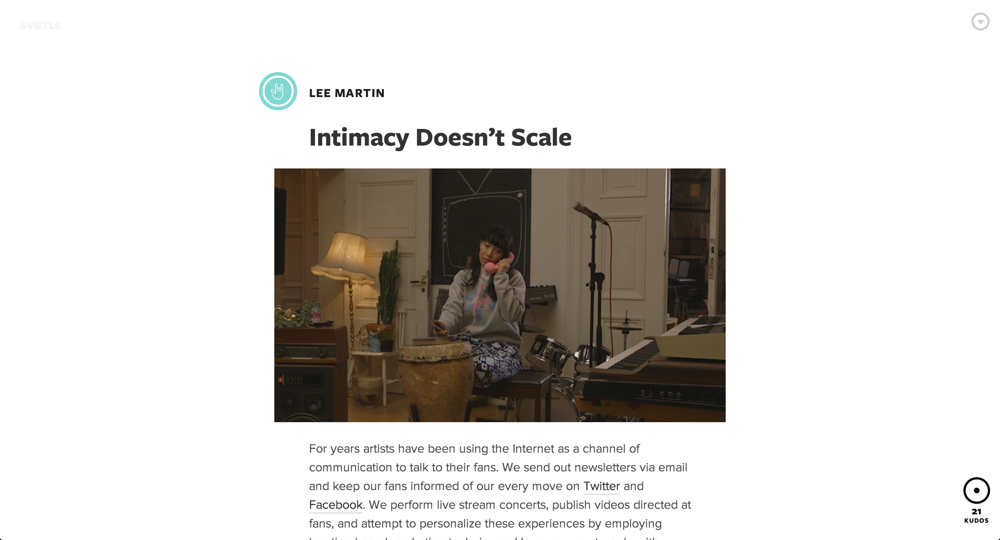 SVBTLE
LEE MARTIN
Intimacy Doesn’t Scale
For years artists have been using the Internet as a channel of
communication to talk to their fans. We send out newsletters via email
and keep our fans informed of our every move on Twitter and
Facebook. We perform live stream concerts, publish videos directed at
fans, and attempt to personalize these experiences by employing
21
KUDOS